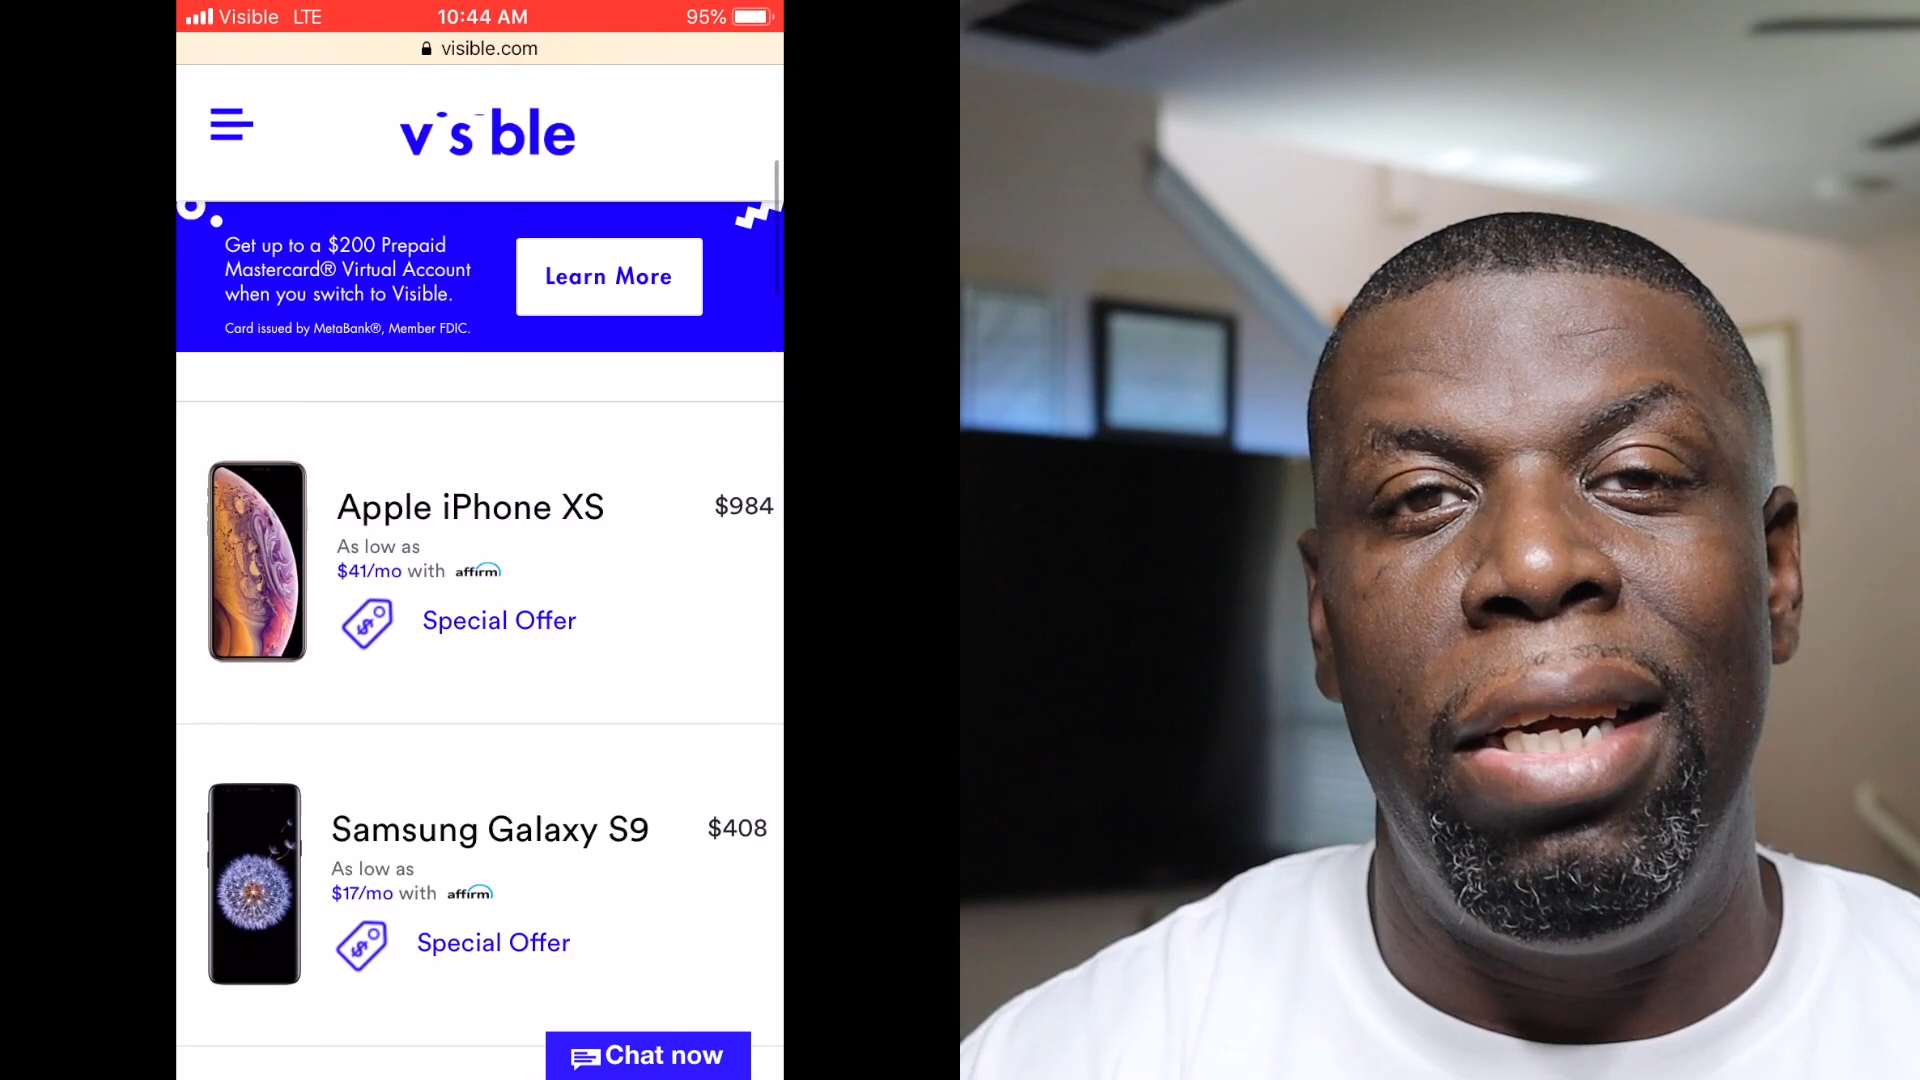 Visible LTE 10:44 AM 95%
visible.com
visible
Get up to a $200 Prepaid
Mastercard® Virtual Account
when you switch to Visible.
Card issued by MetaBank®, Member FDIC.
Learn More
Apple iPhone XS $984
As low as
$41/mo with affirm
Special Offer
Samsung Galaxy S9 $408
As low as
$17/mo with affirm
Special Offer
Chat now